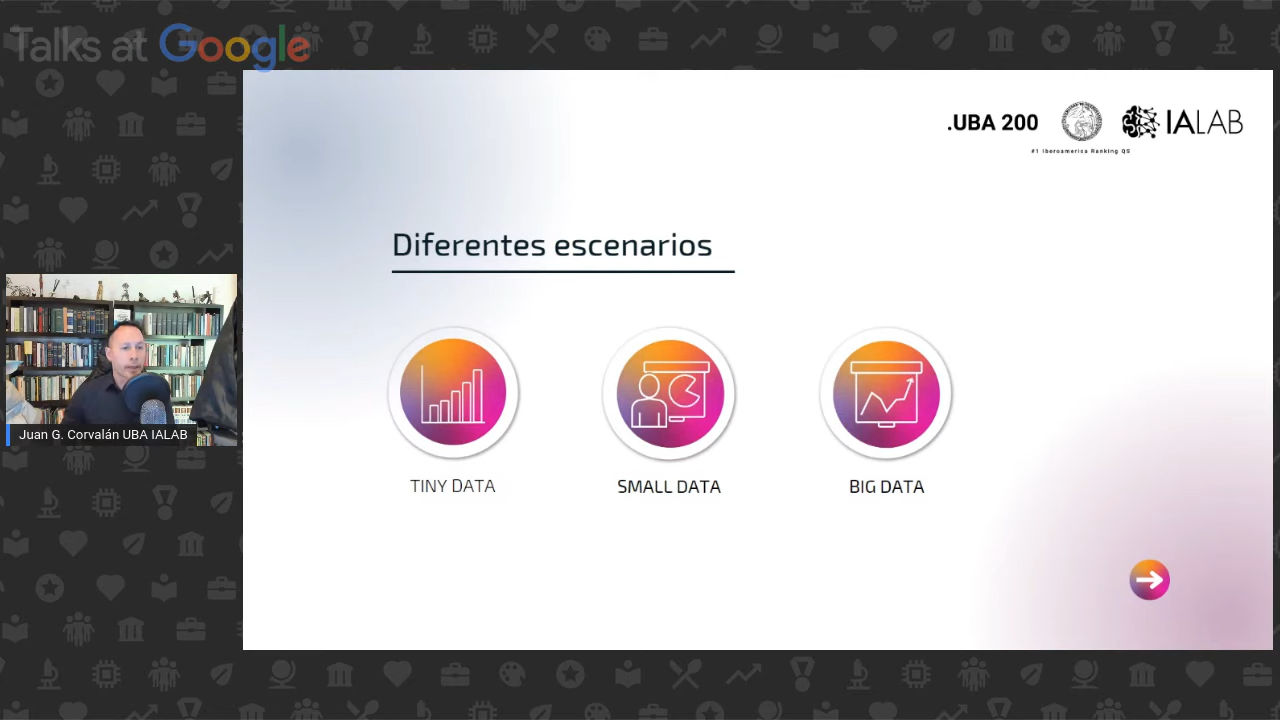 Talks at Google
.UBA 200
IALAB
#1 Iberoamerica Ranking QS
Diferentes escenarios
TINY DATA
SMALL DATA
BIG DATA
Juan G. Corvalán UBA IALAB